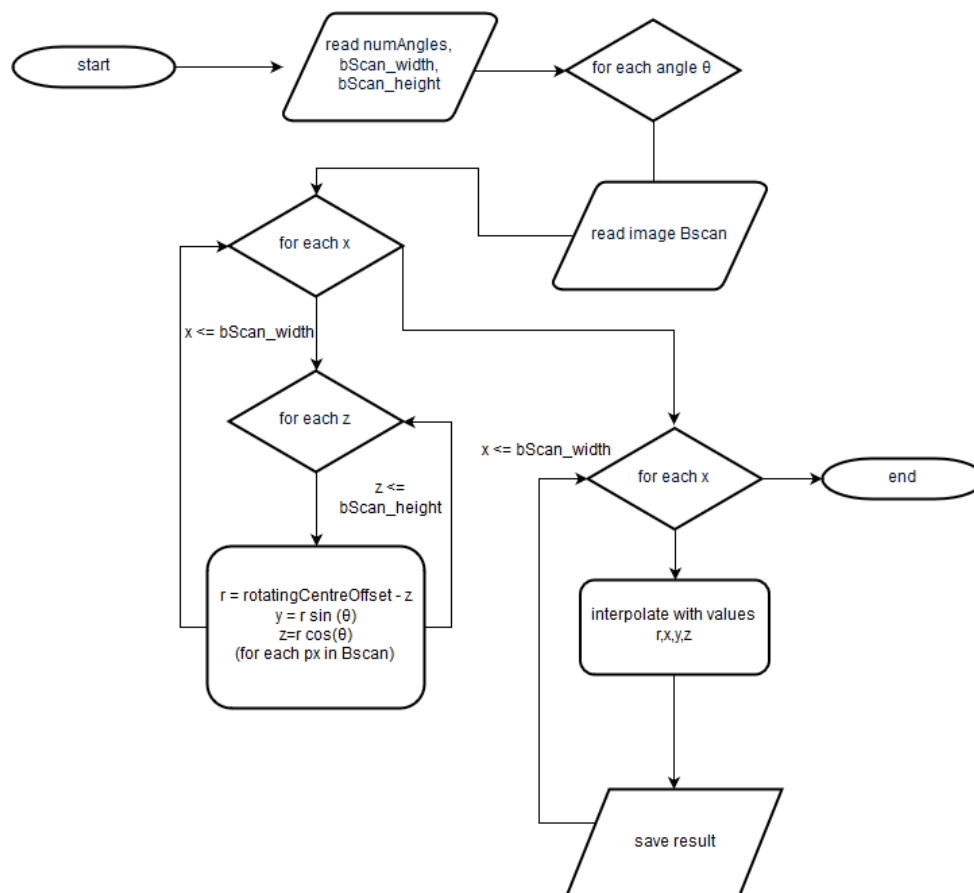 start
read numAngles,
bScan_width,
bScan_height
for each angle θ
read image Bscan
for each x
x <= bScan_width
for each z
z <=
bScan_height
r = rotatingCentreOffset - z
y = r sin (θ)
z=r cos(θ)
(for each px in Bscan)
x <= bScan_width
for each x
end
interpolate with values
r,x,y,z
save result